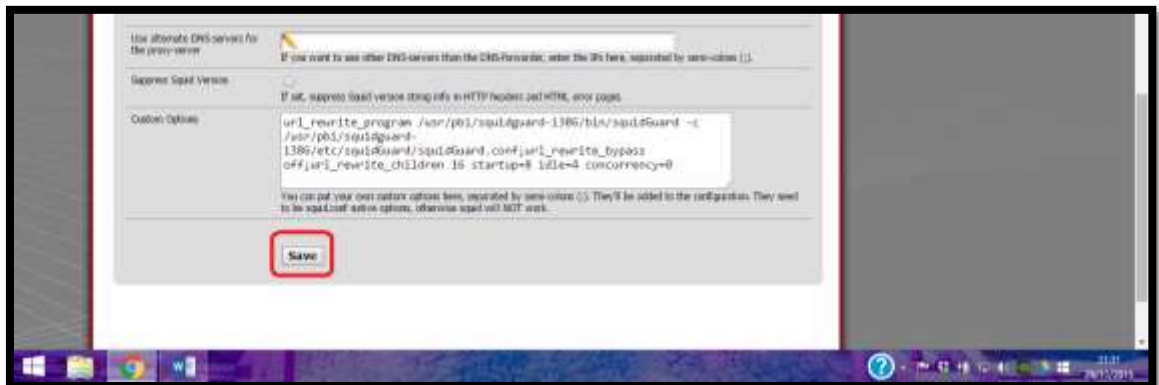 Use alternate DNS-servers for
the proxy-server
If you want to use other DNS-servers than the DNS-Forwarder, enter the IPs here, separated by semi-colons (;).
Suppress Squid Version
If set, suppress Squid version string info in HTTP headers and HTML error pages.
Custom Options
url_rewrite_program /usr/pbi/squidguard-i386/bin/squidGuard -c
/usr/pbi/squidguard-
i386/etc/squidGuard/squidGuard.conf;url_rewrite_bypass
off;url_rewrite_children 16 startup=8 idle=4 concurrency=0
You can put your own custom options here, separated by semi-colons (;). They'll be added to the configuration. They need
to be squid.conf native options, otherwise squid will NOT work.
Save